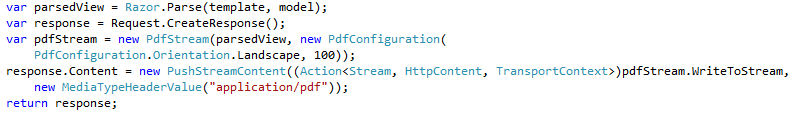 var parsedView = Razor.Parse(template, model);
var response = Request.CreateResponse();
var pdfStream = new PdfStream(parsedView, new PdfConfiguration(
PdfConfiguration.Orientation.Landscape, 100));
response.Content = new PushStreamContent((Action<Stream, HttpContent, TransportContext>)pdfStream.WriteToStream,
new MediaTypeHeaderValue("application/pdf"));
return response;